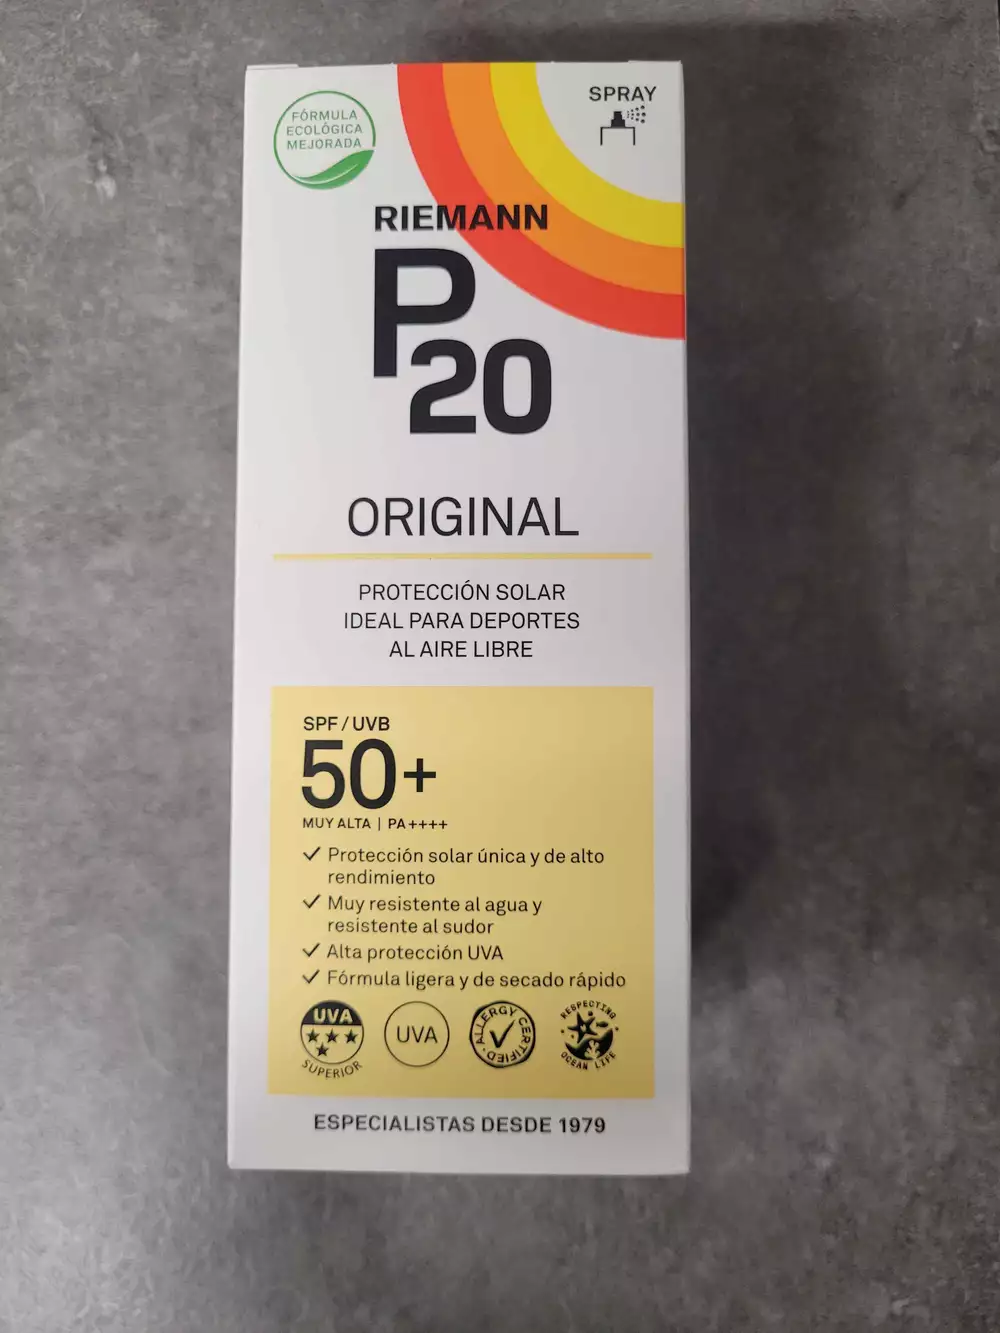 SPRAY
FÓRMULA
ECOLÓGICA
MEJORADA
RIEMANN
P20
ORIGINAL
PROTECCIÓN SOLAR
IDEAL PARA DEPORTES
AL AIRE LIBRE
SPF / UVB
50+
MUY ALTA | PA++++
Protección solar única y de alto
rendimiento
Muy resistente al agua y
resistente al sudor
Alta protección UVA
Fórmula ligera y de secado rápido
UVA
SUPERIOR
UVA
ALLERGY CERTIFIED
RESPECTING
OCEAN LIFE
ESPECIALISTAS DESDE 1979